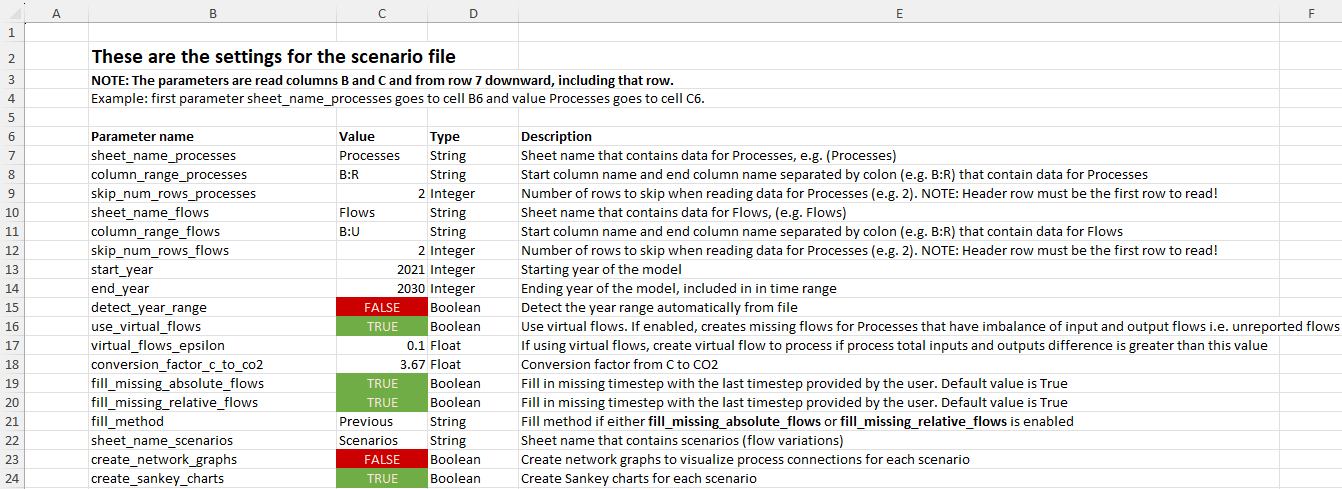 A B C D E F
1
2 These are the settings for the scenario file
3 NOTE: The parameters are read columns B and C and from row 7 downward, including that row.
4 Example: first parameter sheet_name_processes goes to cell B6 and value Processes goes to cell C6.
5
6 Parameter name Value Type Description
7 sheet_name_processes Processes String Sheet name that contains data for Processes, e.g. (Processes)
8 column_range_processes B:R String Start column name and end column name separated by colon (e.g. B:R) that contain data for Processes
9 skip_num_rows_processes 2 Integer Number of rows to skip when reading data for Processes (e.g. 2). NOTE: Header row must be the first row to read!
10 sheet_name_flows Flows String Sheet name that contains data for Flows, (e.g. Flows)
11 column_range_flows B:U String Start column name and end column name separated by colon (e.g. B:R) that contain data for Flows
12 skip_num_rows_flows 2 Integer Number of rows to skip when reading data for Processes (e.g. 2). NOTE: Header row must be the first row to read!
13 start_year 2021 Integer Starting year of the model
14 end_year 2030 Integer Ending year of the model, included in in time range
15 detect_year_range FALSE Boolean Detect the year range automatically from file
16 use_virtual_flows TRUE Boolean Use virtual flows. If enabled, creates missing flows for Processes that have imbalance of input and output flows i.e. unreported flows
17 virtual_flows_epsilon 0.1 Float If using virtual flows, create virtual flow to process if process total inputs and outputs difference is greater than this value
18 conversion_factor_c_to_co2 3.67 Float Conversion factor from C to CO2
19 fill_missing_absolute_flows TRUE Boolean Fill in missing timestep with the last timestep provided by the user. Default value is True
20 fill_missing_relative_flows TRUE Boolean Fill in missing timestep with the last timestep provided by the user. Default value is True
21 fill_method Previous String Fill method if either fill_missing_absolute_flows or fill_missing_relative_flows is enabled
22 sheet_name_scenarios Scenarios String Sheet name that contains scenarios (flow variations)
23 create_network_graphs FALSE Boolean Create network graphs to visualize process connections for each scenario
24 create_sankey_charts TRUE Boolean Create Sankey charts for each scenario